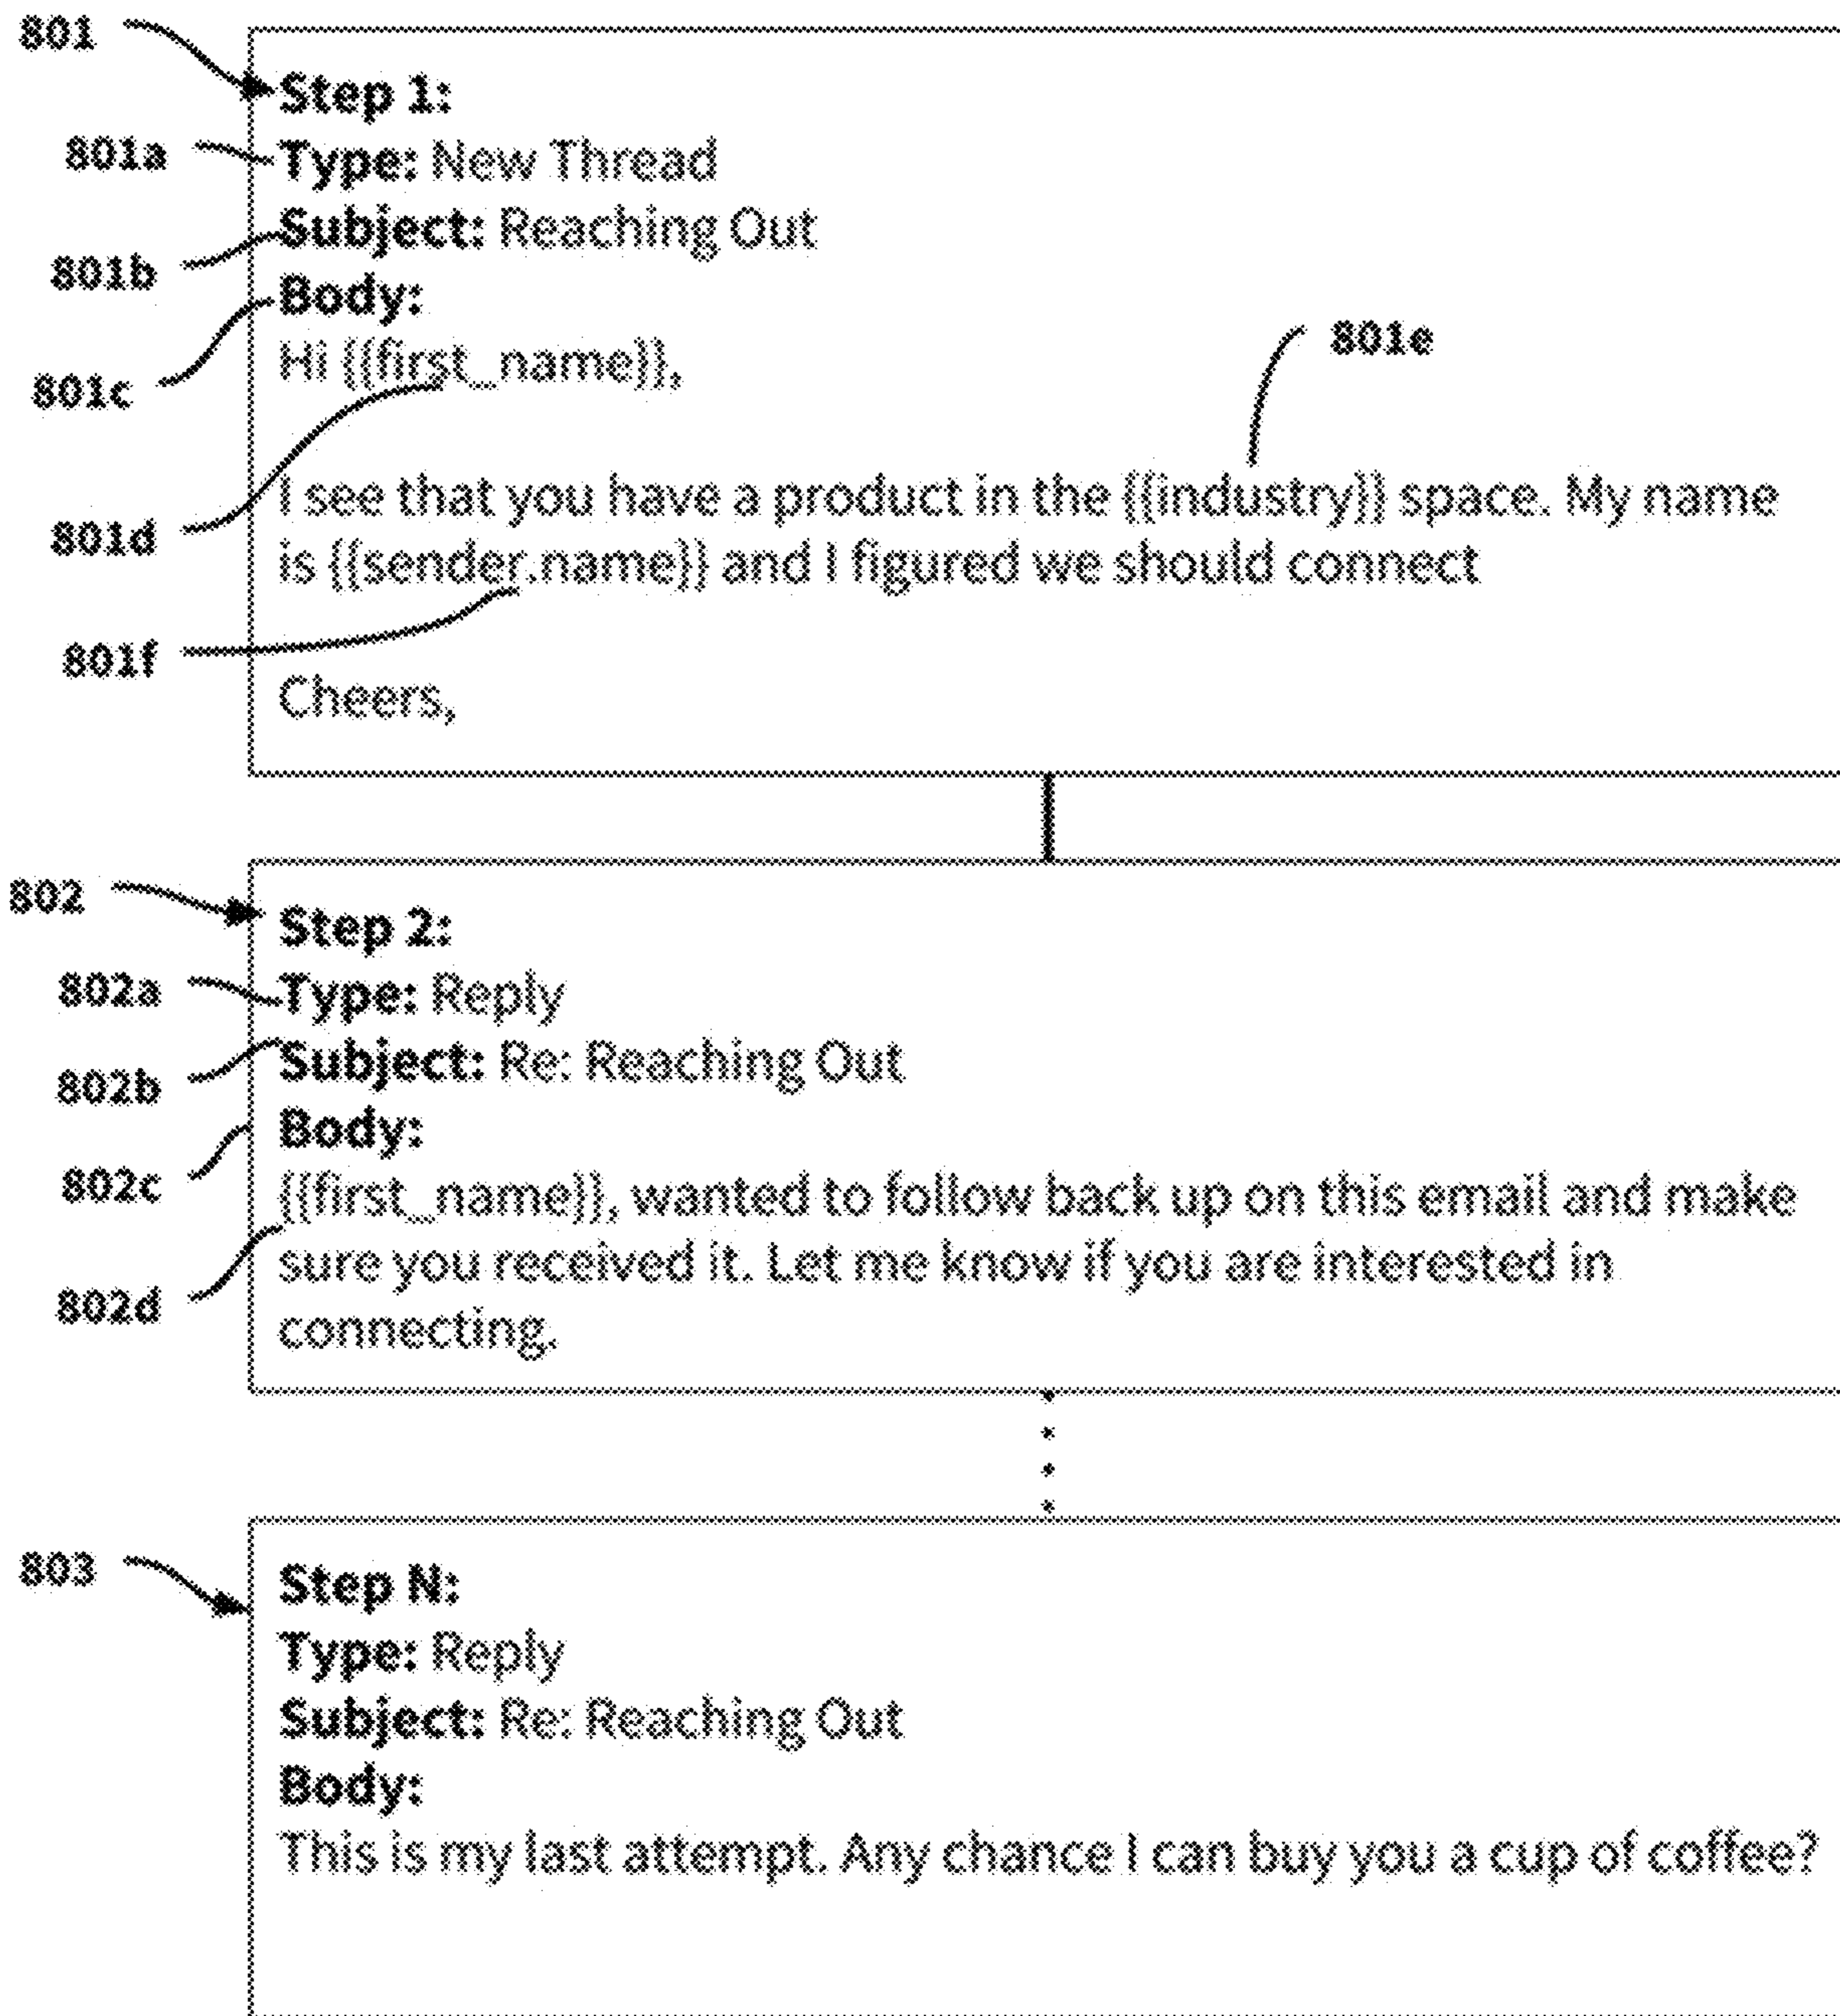 801
Step 1:
801a
Type: New Thread
Subject: Reaching Out
801b
Body:
801e
Hi {{first_name}},
801c
I see that you have a product in the {{industry}} space. My name
801d
is {{sender.name}} and I figured we should connect
801f
Cheers,
802
Step 2:
802a
Type: Reply
Subject: Re: Reaching Out
802b
Body:
802c
{{first_name}}, wanted to follow back up on this email and make
sure you received it. Let me know if you are interested in
802d
connecting.
803
Step N:
Type: Reply
Subject: Re: Reaching Out
Body:
This is my last attempt. Any chance I can buy you a cup of coffee?